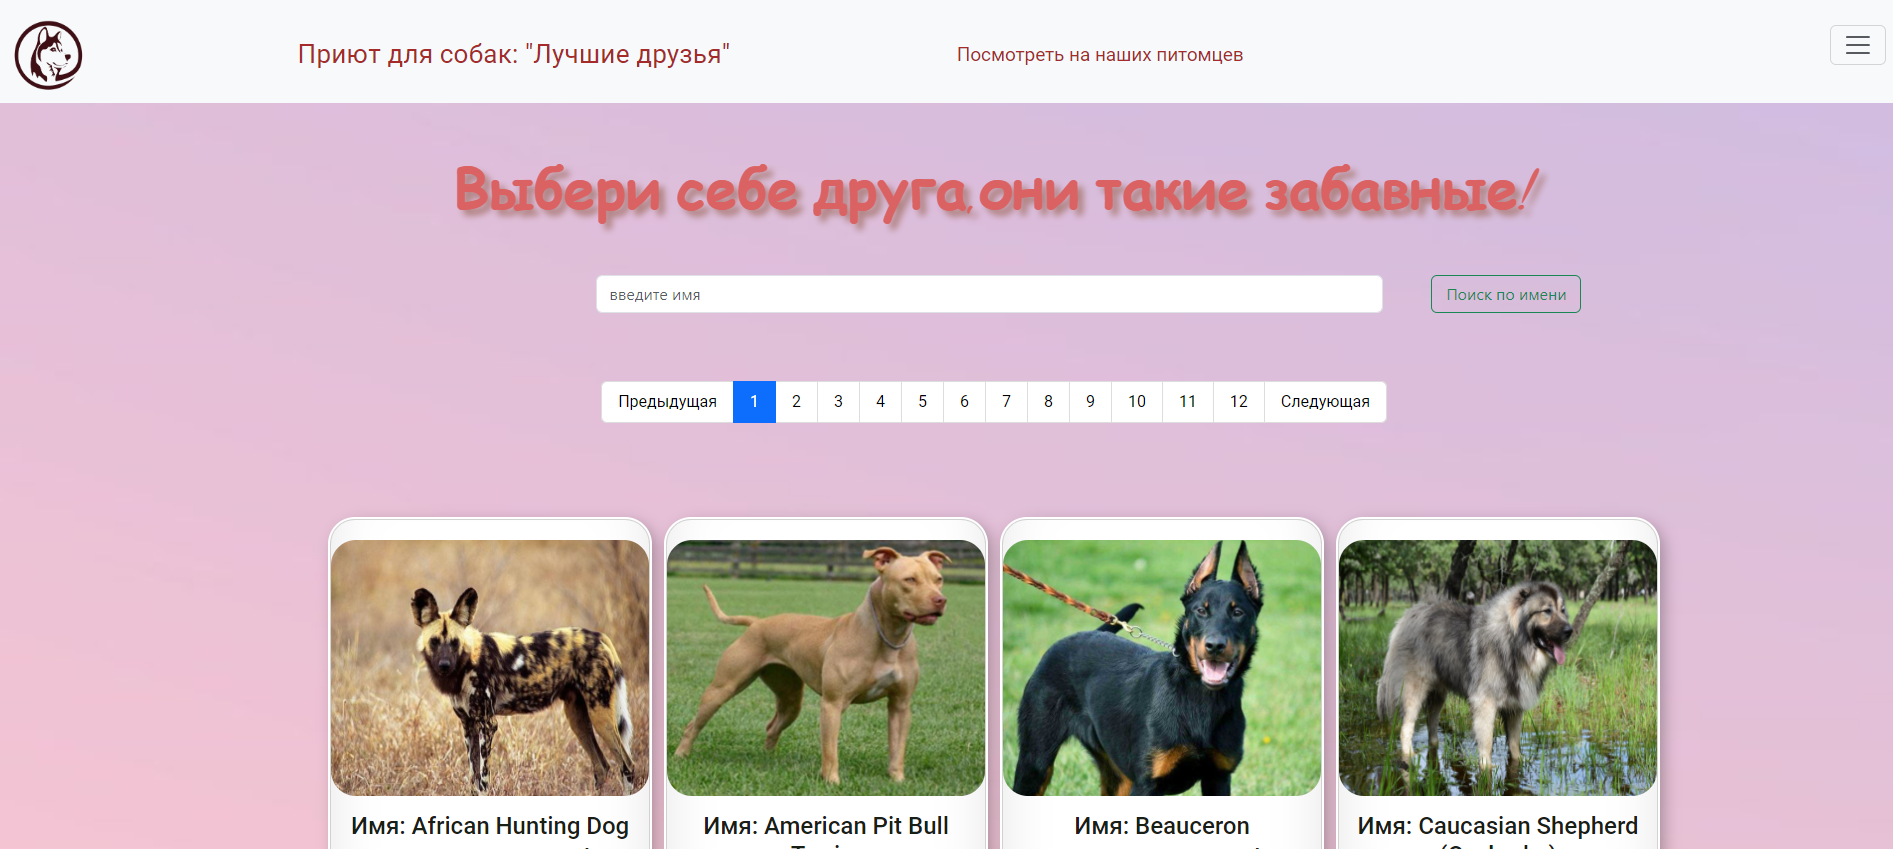 Приют для собак: "Лучшие друзья"
Посмотреть на наших питомцев
Выбери себе друга, они такие забавные!
введите имя
Поиск по имени
Предыдущая 1 2 3 4 5 6 7 8 9 10 11 12 Следующая
Имя: African Hunting Dog
Имя: American Pit Bull
Имя: Beauceron
Имя: Caucasian Shepherd